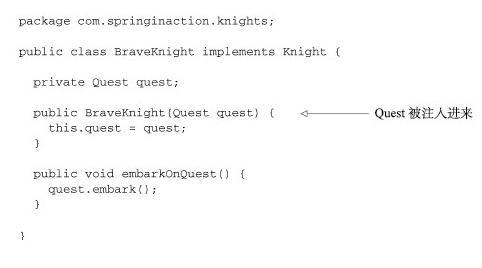 package com.springinaction.knights;
public class BraveKnight implements Knight {
private Quest quest;
public BraveKnight(Quest quest) { Quest 被注入进来
this.quest = quest;
}
public void embarkOnQuest() {
quest.embark();
}
}